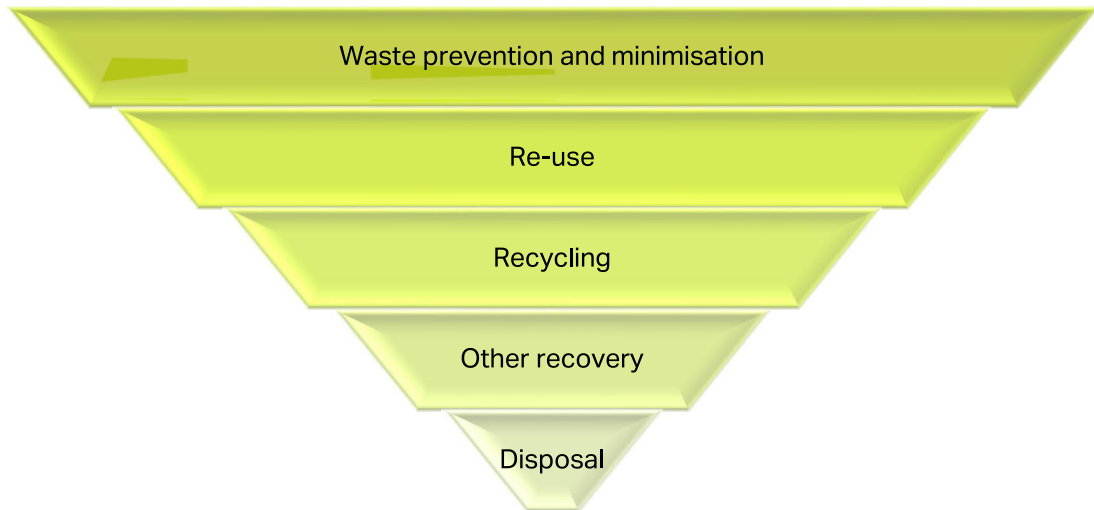 Waste prevention and minimisation
Re-use
Recycling
Other recovery
Disposal